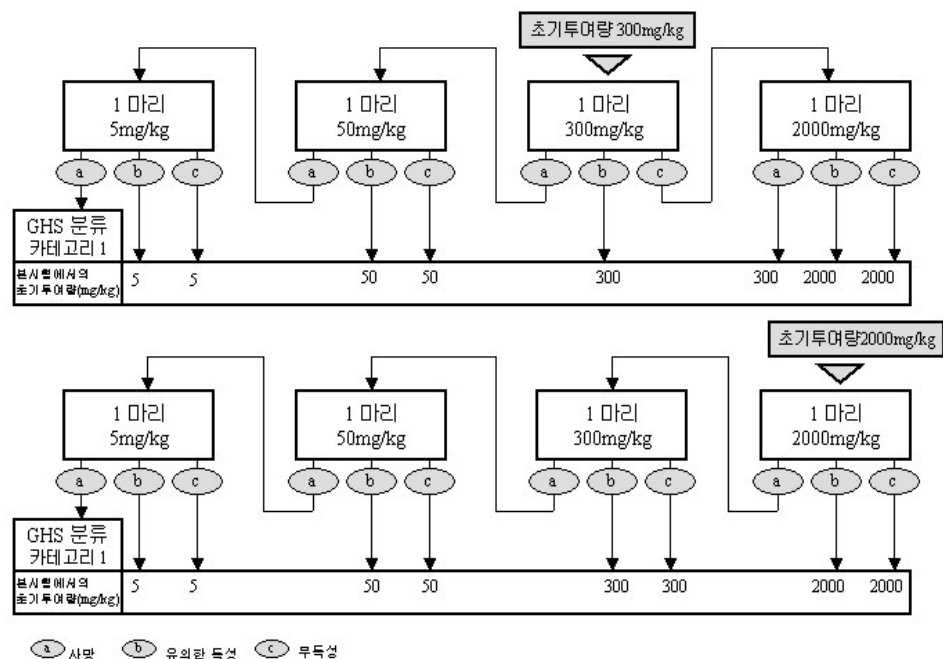 초기투여량 300mg/kg
1 마리
5mg/kg
1 마리
50mg/kg
1 마리
300mg/kg
1 마리
2000mg/kg
a b c a b c a b c a b c
GHS 분류
카테고리 1
본시험에서의
초기투여량(mg/kg)
5 5 50 50 300 300 2000 2000
초기투여량2000mg/kg
1 마리
5mg/kg
1 마리
50mg/kg
1 마리
300mg/kg
1 마리
2000mg/kg
a b c a b c a b c a b c
GHS 분류
카테고리 1
본시험에서의
초기투여량(mg/kg)
5 5 50 50 300 300 2000 2000
a 사망 b 유의한 독성 c 무독성